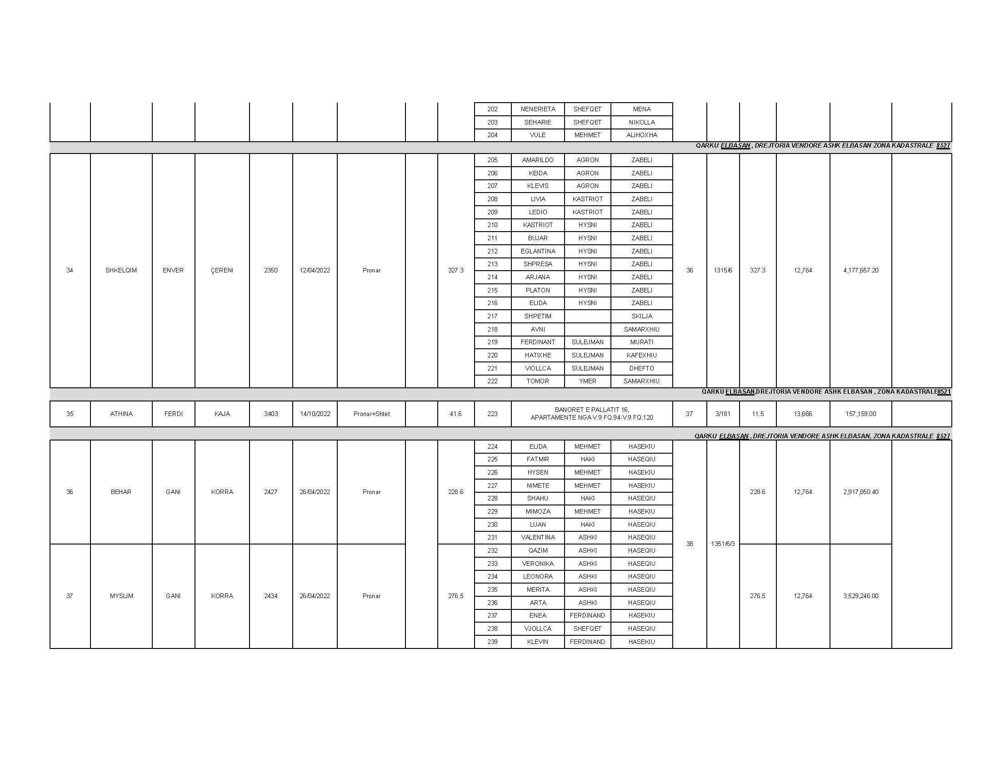 202 NENERIETA SHEFQET MENA
203 SEHARIE SHEFQET NIKOLLA
204 VULE MEHMET ALIHOXHA
QARKU ELBASAN , DREJTORIA VENDORE ASHK ELBASAN ZONA KADASTRALE 8527
205 AMARILDO AGRON ZABELI
206 KEIDA AGRON ZABELI
207 KLEVIS AGRON ZABELI
208 LIVIA KASTRIOT ZABELI
209 LEDIO KASTRIOT ZABELI
210 KASTRIOT HYSNI ZABELI
211 BUJAR HYSNI ZABELI
212 EGLANTINA HYSNI ZABELI
213 SHPRESA HYSNI ZABELI
34 SHKELQIM ENVER ÇERENI 2350 12/04/2022 Pronar 327.3 36 1315/6 327.3 12,764 4,177,657.20
214 ARJANA HYSNI ZABELI
215 PLATON HYSNI ZABELI
216 ELIDA HYSNI ZABELI
217 SHPETIM SKILJA
218 AVNI SAMARXHIU
219 FERDINANT SULEJMAN MURATI
220 HATIXHE SULEJMAN KAFEXHIU
221 VIOLLCA SULEJMAN DHEFTO
222 TOMOR YMER SAMARXHIU
QARKU ELBASAN,DREJTORIA VENDORE ASHK ELBASAN , ZONA KADASTRALE8521
35 ATHINA FERDI KAJA 3403 14/10/2022 Pronar+Shtet 41.6 223 BANORET E PALLATIT 16,
APARTAMENTE NGA V.9 FQ.94-V.9 FQ.120 37 3/181 11.5 13,666 157,159.00
QARKU ELBASAN , DREJTORIA VENDORE ASHK ELBASAN, ZONA KADASTRALE 8527
224 ELIDA MEHMET HASEKIU
225 FATMIR HAKI HASEQIU
226 HYSEN MEHMET HASEKIU
227 NIMETE MEHMET HASEKIU
36 BEHAR GANI KORRA 2427 26/04/2022 Pronar 228.6 228.6 12,764 2,917,850.40
228 SHAHU HAKI HASEQIU
229 MIMOZA MEHMET HASEKIU
230 LUAN HAKI HASEQIU
231 VALENTINA ASHKI HASEQIU
38 1351/6/3
232 QAZIM ASHKI HASEQIU
233 VERONIKA ASHKI HASEQIU
234 LEONORA ASHKI HASEQIU
235 MERITA ASHKI HASEQIU
37 MYSLIM GANI KORRA 2434 26/04/2022 Pronar 276.5 276.5 12,764 3,529,246.00
236 ARTA ASHKI HASEQIU
237 ENEA FERDINAND HASEKIU
238 VJOLLCA SHEFQET HASEQIU
239 KLEVIN FERDINAND HASEKIU